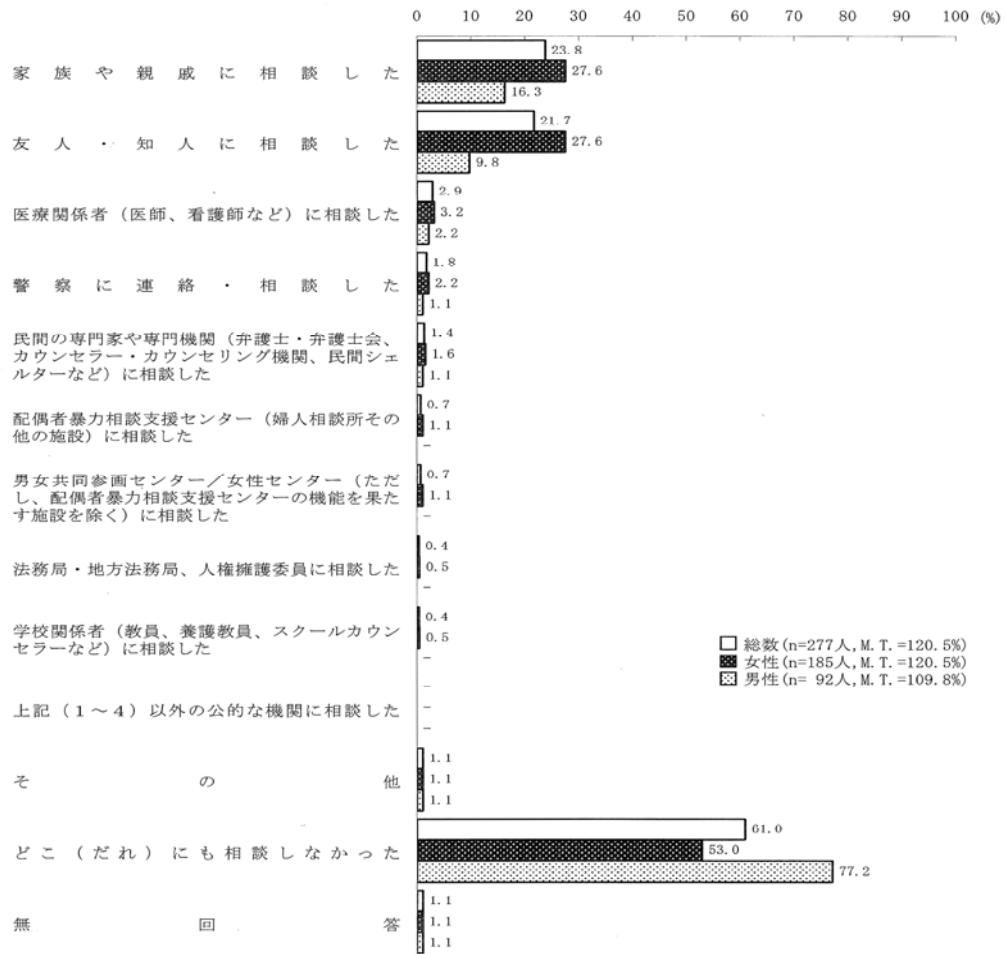 0 10 20 30 40 50 60 70 80 90 100 (%)
家族や親戚に相談した
23.8
27.6
16.3
友人・知人に相談した
21.7
27.6
9.8
医療関係者（医師、看護師など）に相談した
2.9
3.2
2.2
警察に連絡・相談した
1.8
2.2
1.1
民間の専門家や専門機関（弁護士・弁護士会、
カウンセラー・カウンセリング機関、民間シェ
ルターなど）に相談した
1.4
1.6
1.1
配偶者暴力相談支援センター（婦人相談所その
他の施設）に相談した
0.7
1.1
-
男女共同参画センター／女性センター（ただ
し、配偶者暴力相談支援センターの機能を果た
す施設を除く）に相談した
0.7
1.1
-
法務局・地方法務局、人権擁護委員に相談した
0.4
0.5
-
学校関係者（教員、養護教員、スクールカウン
セラーなど）に相談した
0.4
0.5
-
上記（１～４）以外の公的な機関に相談した
-
-
-
その他
1.1
1.1
1.1
どこ（だれ）にも相談しなかった
61.0
53.0
77.2
無回答
1.1
1.1
1.1
総数(n=277人,M.T.=120.5%)
女性(n=185人,M.T.=120.5%)
男性(n= 92人,M.T.=109.8%)